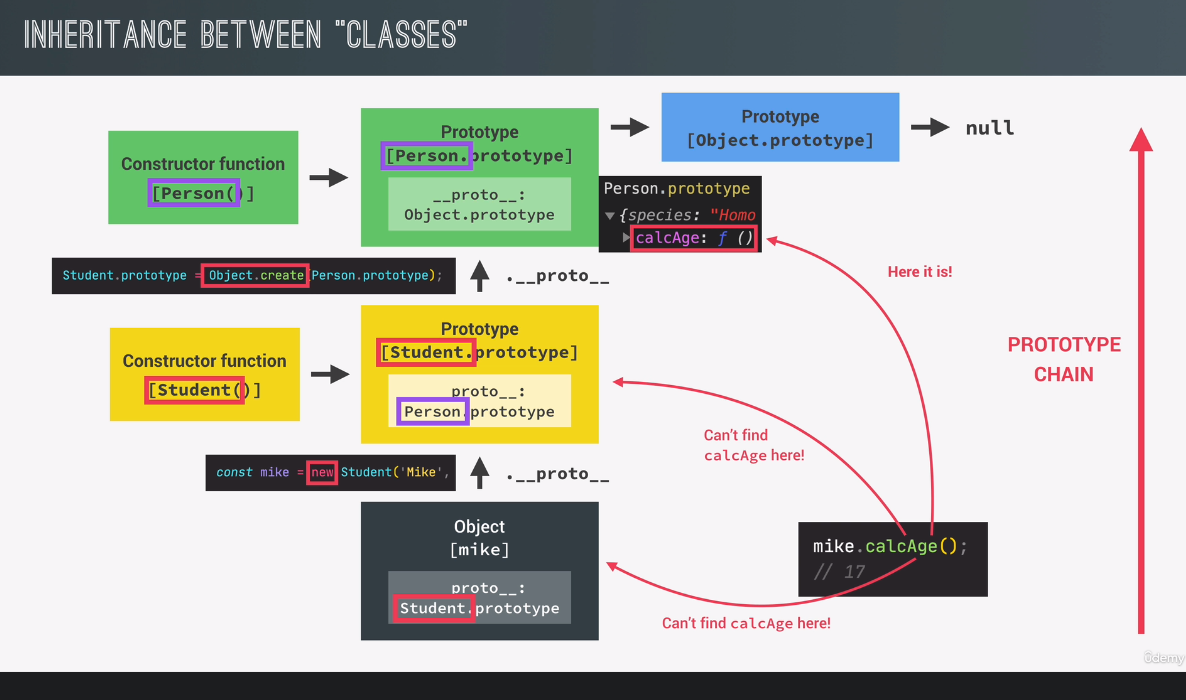 INHERITANCE BETWEEN "CLASSES"
Constructor function
[Person()]
Prototype
[Person.prototype]
__proto__:
Object.prototype
Prototype
[Object.prototype]
null
Person.prototype
{species: "Homo
calcAge: ƒ ()
Here it is!
Student.prototype = Object.create(Person.prototype);
.__proto__
Constructor function
[Student()]
Prototype
[Student.prototype]
__proto__:
Person.prototype
PROTOTYPE
CHAIN
Can't find
calcAge here!
const mike = new Student('Mike',
.__proto__
Object
[mike]
__proto__:
Student.prototype
mike.calcAge();
// 17
Can't find calcAge here!
ûdemy